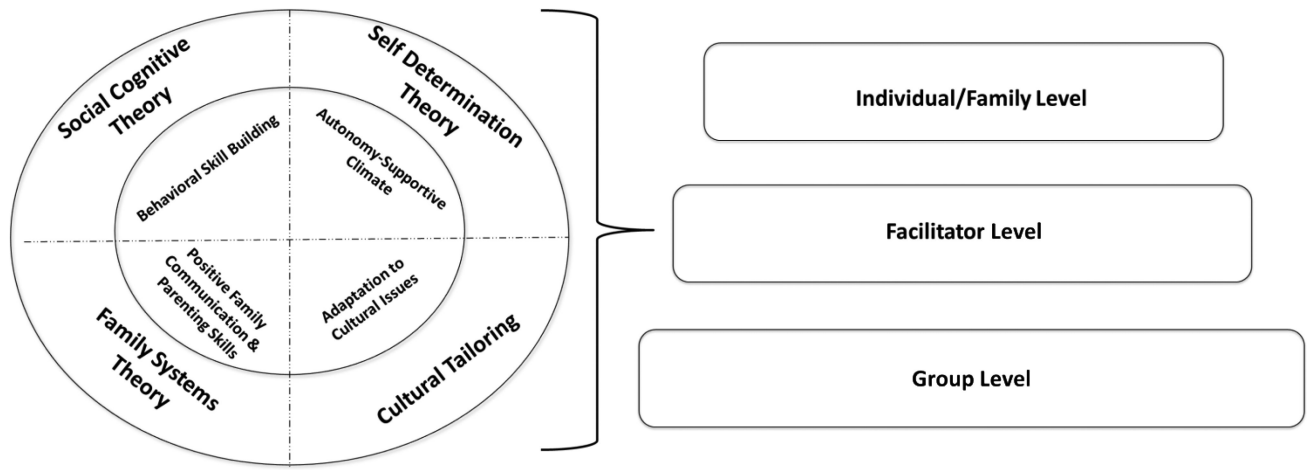 Social Cognitive
Theory
Self Determination
Theory
Behavioral Skill Building
Autonomy-Supportive
Climate
Positive Family
Communication &
Parenting Skills
Adaptation to
Cultural Issues
Family Systems
Theory
Cultural Tailoring
Individual/Family Level
Facilitator Level
Group Level